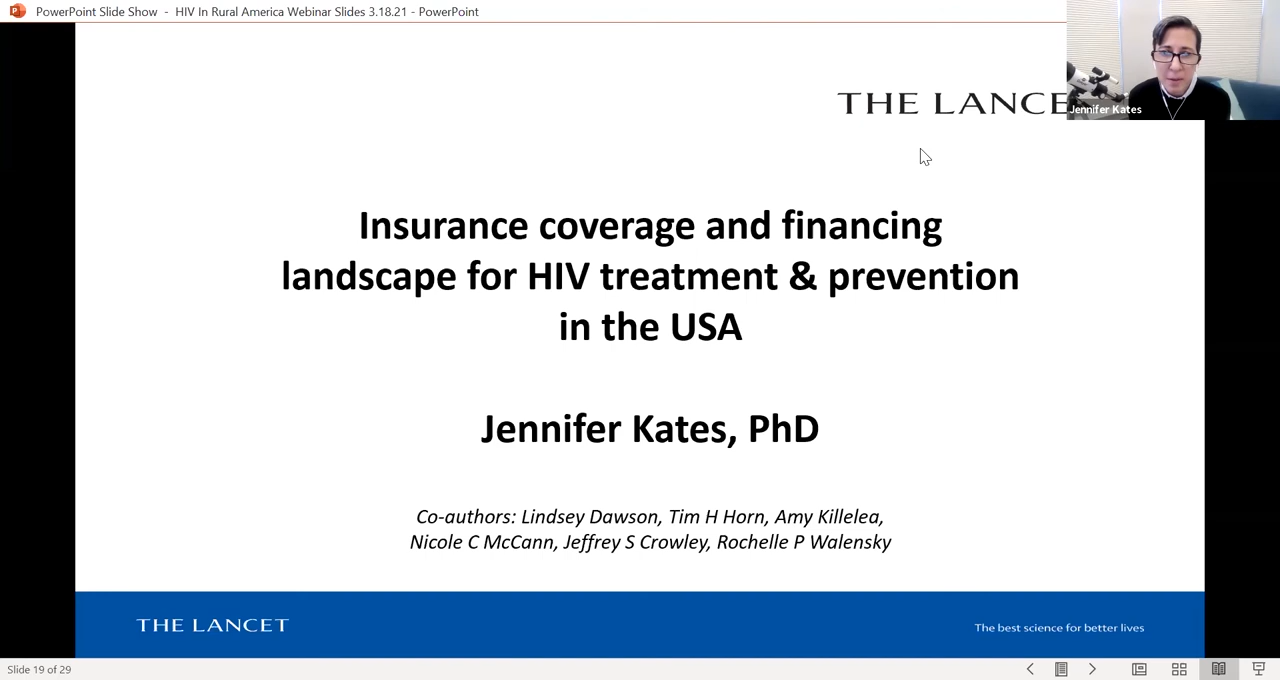 PowerPoint Slide Show - HIV In Rural America Webinar Slides 3.18.21 - PowerPoint
THE LANCE
Jennifer Kates
Insurance coverage and financing
landscape for HIV treatment & prevention
in the USA
Jennifer Kates, PhD
Co-authors: Lindsey Dawson, Tim H Horn, Amy Killelea,
Nicole C McCann, Jeffrey S Crowley, Rochelle P Walensky
THE LANCET
The best science for better lives
Slide 19 of 29